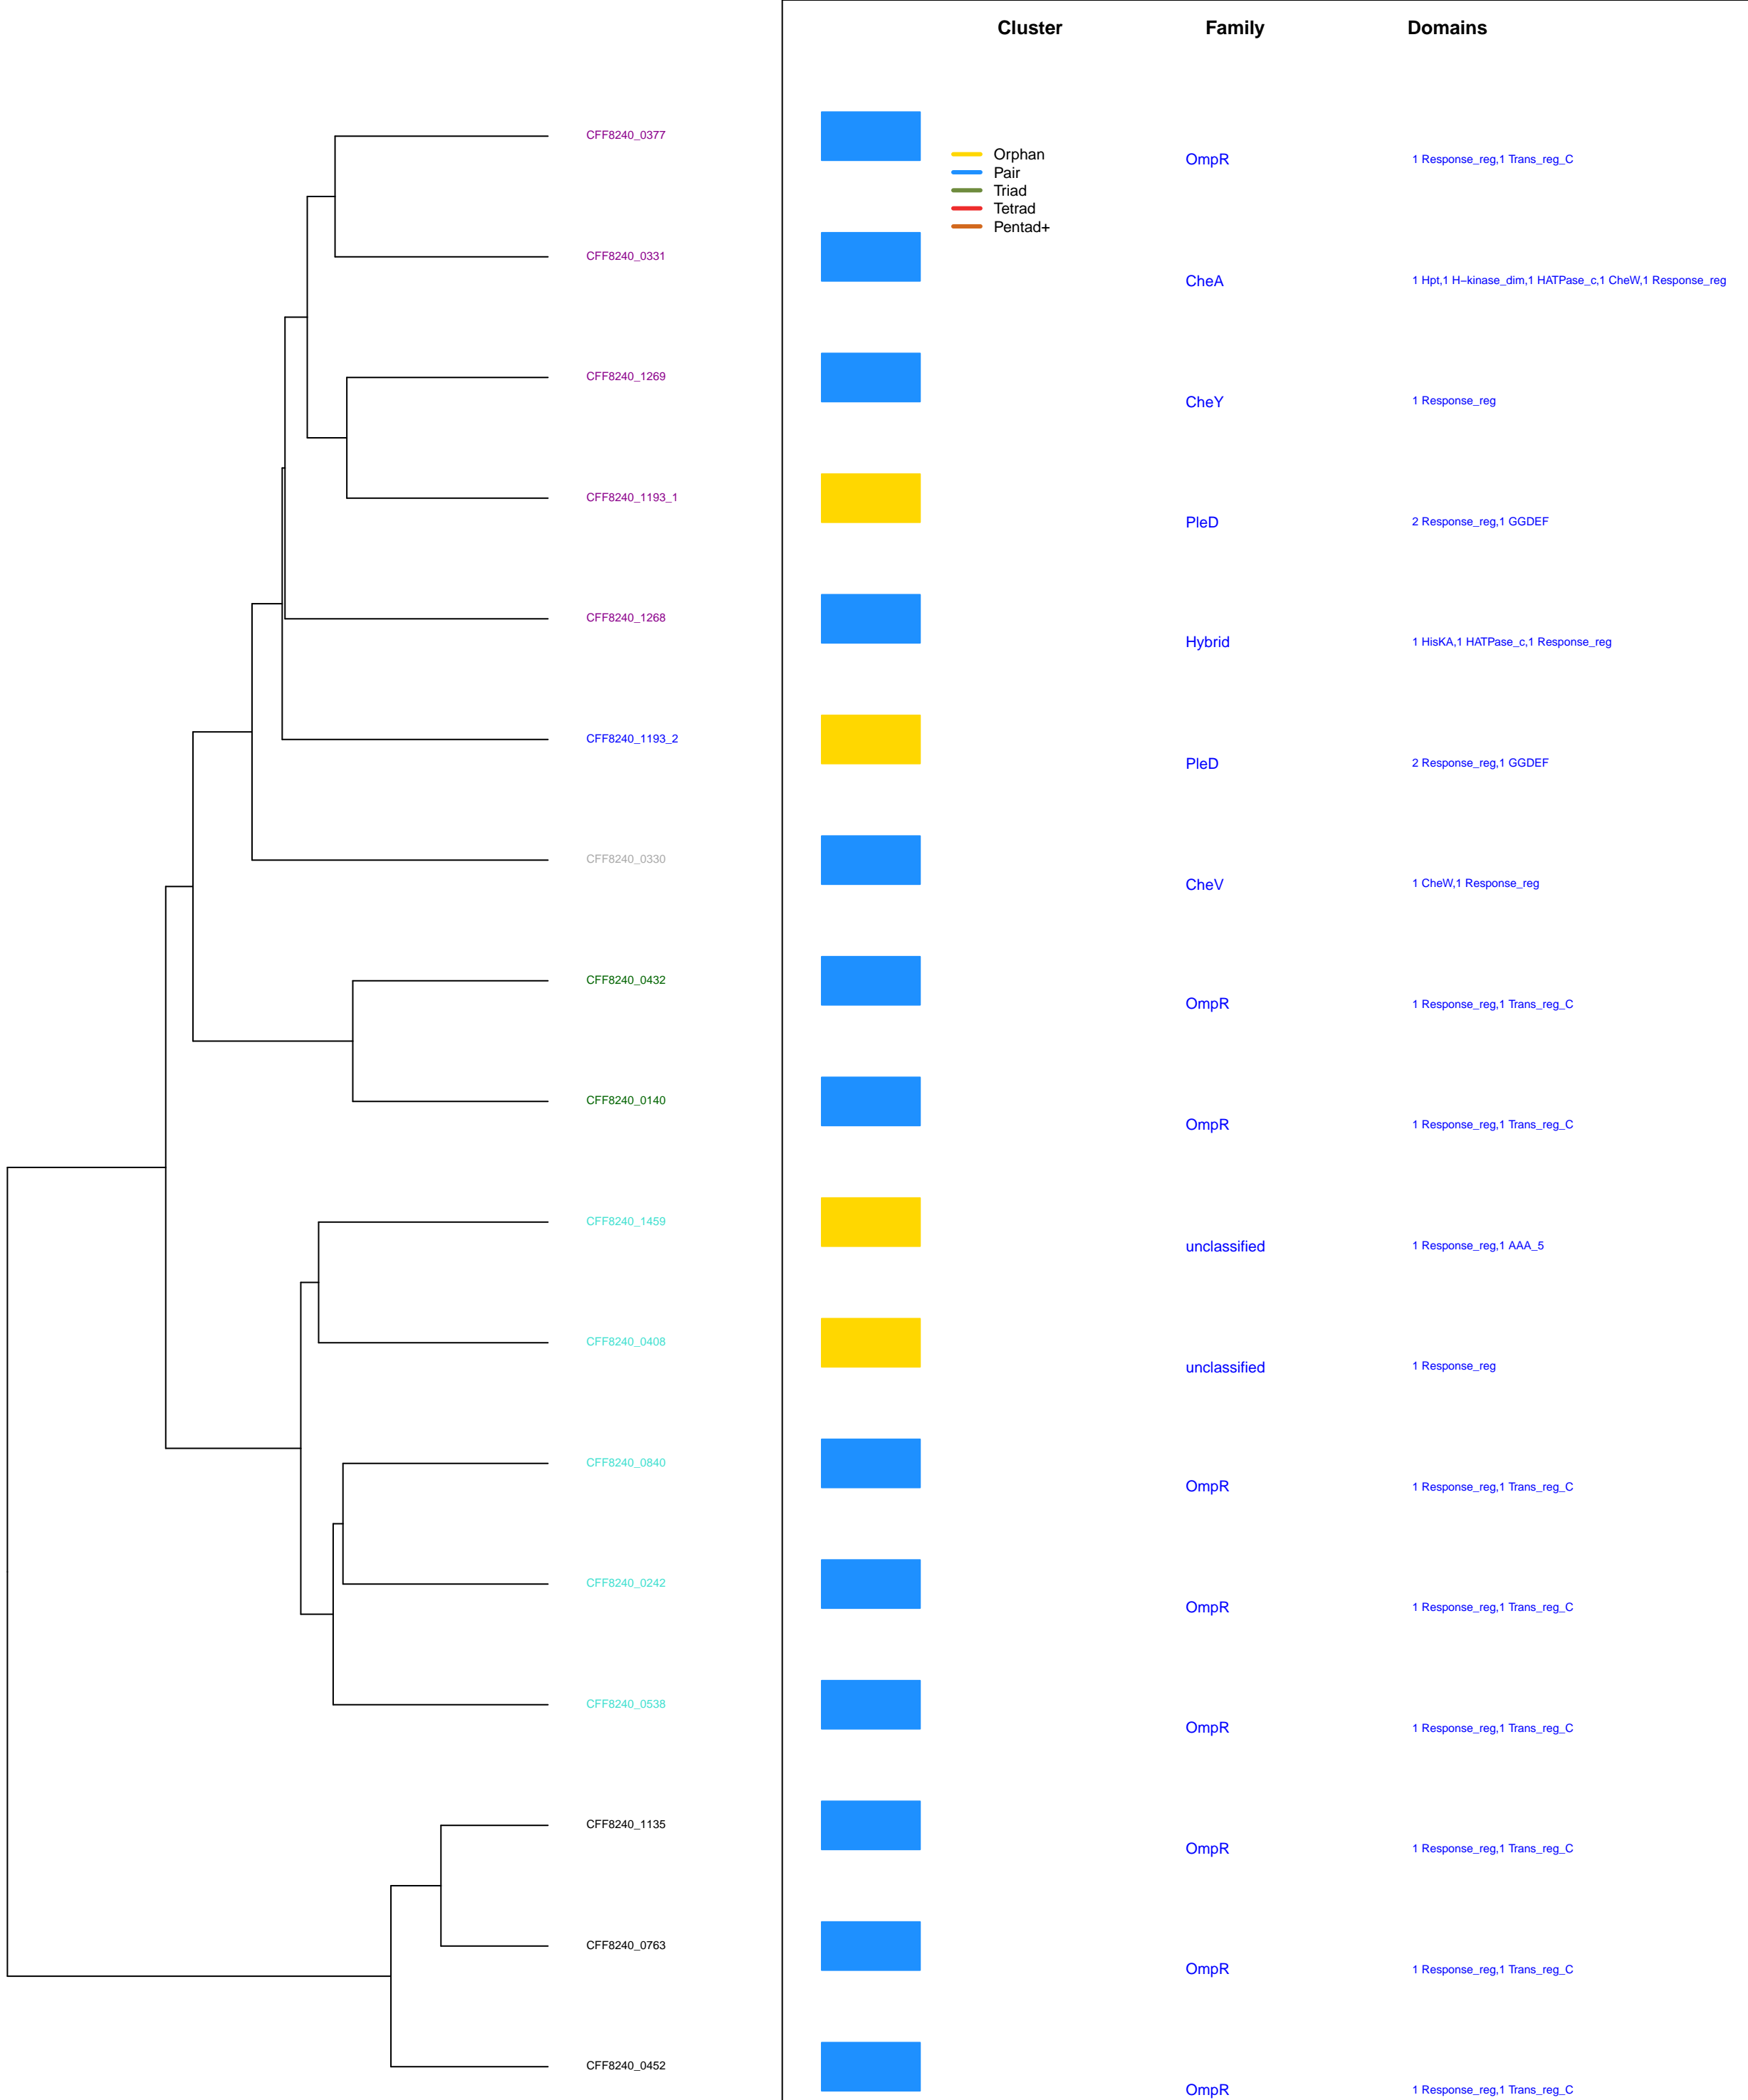 Cluster Family Domains
CFF8240_0377
Orphan
OmpR 1 Response_reg,1 Trans_reg_C
Pair
Triad
Tetrad
Pentad+
CFF8240_0331
CheA 1 Hpt,1 H−kinase_dim,1 HATPase_c,1 CheW,1 Response_reg
CFF8240_1269
CheY 1 Response_reg
CFF8240_1193_1
PleD 2 Response_reg,1 GGDEF
CFF8240_1268
Hybrid 1 HisKA,1 HATPase_c,1 Response_reg
CFF8240_1193_2
PleD 2 Response_reg,1 GGDEF
CFF8240_0330
CheV 1 CheW,1 Response_reg
CFF8240_0432
OmpR 1 Response_reg,1 Trans_reg_C
CFF8240_0140
OmpR 1 Response_reg,1 Trans_reg_C
CFF8240_1459
unclassified 1 Response_reg,1 AAA_5
CFF8240_0408
unclassified 1 Response_reg
CFF8240_0840
OmpR 1 Response_reg,1 Trans_reg_C
CFF8240_0242
OmpR 1 Response_reg,1 Trans_reg_C
CFF8240_0538
OmpR 1 Response_reg,1 Trans_reg_C
CFF8240_1135
OmpR 1 Response_reg,1 Trans_reg_C
CFF8240_0763
OmpR 1 Response_reg,1 Trans_reg_C
CFF8240_0452
OmpR 1 Response_reg,1 Trans_reg_C